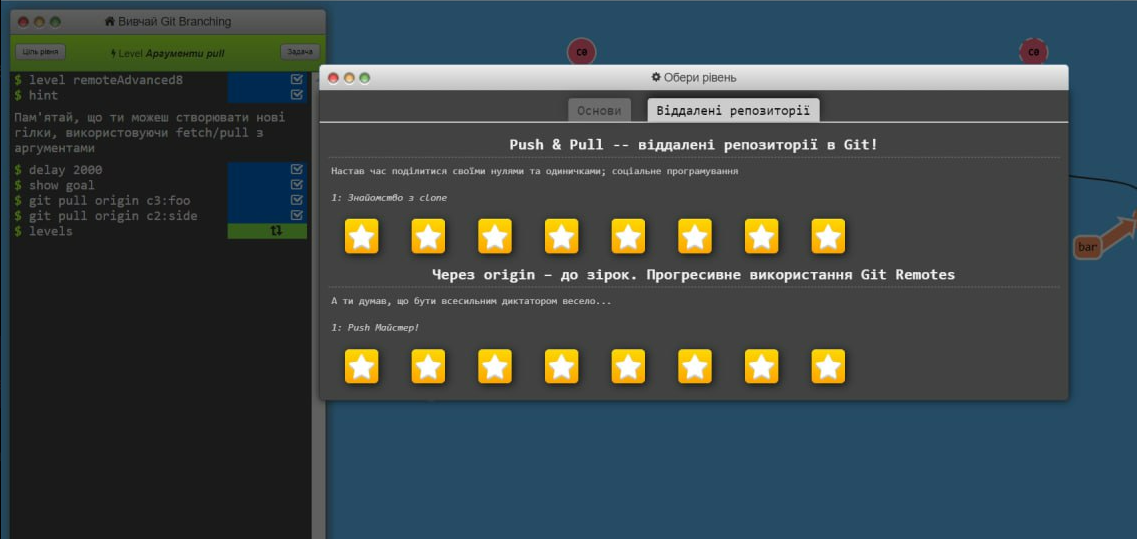 Вивчай Git Branching
Ціль рівня
Level Аргументи pull
Задача
$ level remoteAdvanced8
$ hint
Пам'ятай, що ти можеш створювати нові
гілки, використовуючи fetch/pull з
аргументами
$ delay 2000
$ show goal
$ git pull origin c3:foo
$ git pull origin c2:side
$ levels
c0
c0
Обери рівень
Основи
Віддалені репозиторії
Push & Pull -- віддалені репозиторії в Git!
Настав час поділитися своїми нулями та одиничками; соціальне програмування
1: Знайомство з clone
Через origin – до зірок. Прогресивне використання Git Remotes
А ти думав, що бути всесильним диктатором весело...
1: Push Майстер!
bar